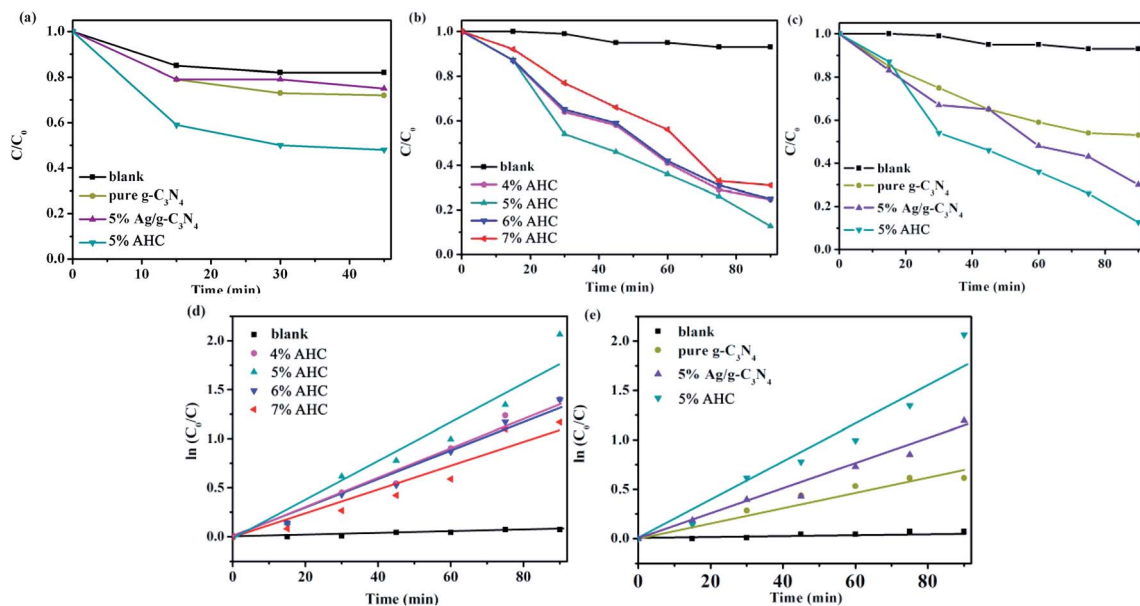 (a)
1.0
0.8
0.6
0.4
0.2
0.0
C/C₀
blank
pure g-C₃N₄
5% Ag/g-C₃N₄
5% AHC
0
10
20
30
40
Time (min)
(b)
1.0
0.8
0.6
0.4
0.2
0.0
C/C₀
blank
4% AHC
5% AHC
6% AHC
7% AHC
0
20
40
60
80
Time (min)
(c)
1.0
0.8
0.6
0.4
0.2
0.0
C/C₀
blank
pure g-C₃N₄
5% Ag/g-C₃N₄
5% AHC
0
20
40
60
80
Time (min)
(d)
2.0
1.5
1.0
0.5
0.0
ln (C₀/C)
blank
4% AHC
5% AHC
6% AHC
7% AHC
0
20
40
60
80
Time (min)
(e)
2.0
1.5
1.0
0.5
0.0
ln (C₀/C)
blank
pure g-C₃N₄
5% Ag/g-C₃N₄
5% AHC
0
20
40
60
80
Time (min)